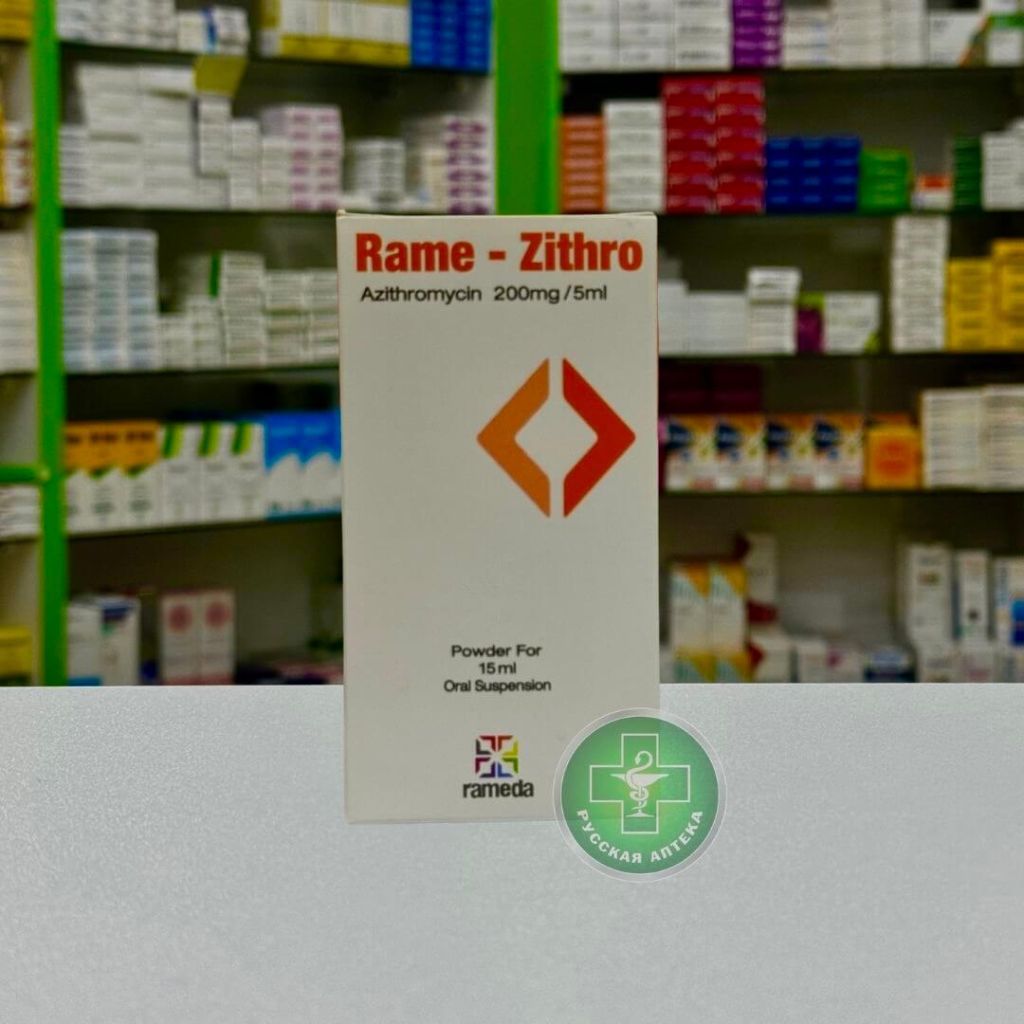 Rame - Zithro
Azithromycin 200mg/5ml
Powder For
15 ml
Oral Suspension
rameda
РУССКАЯ АПТЕКА